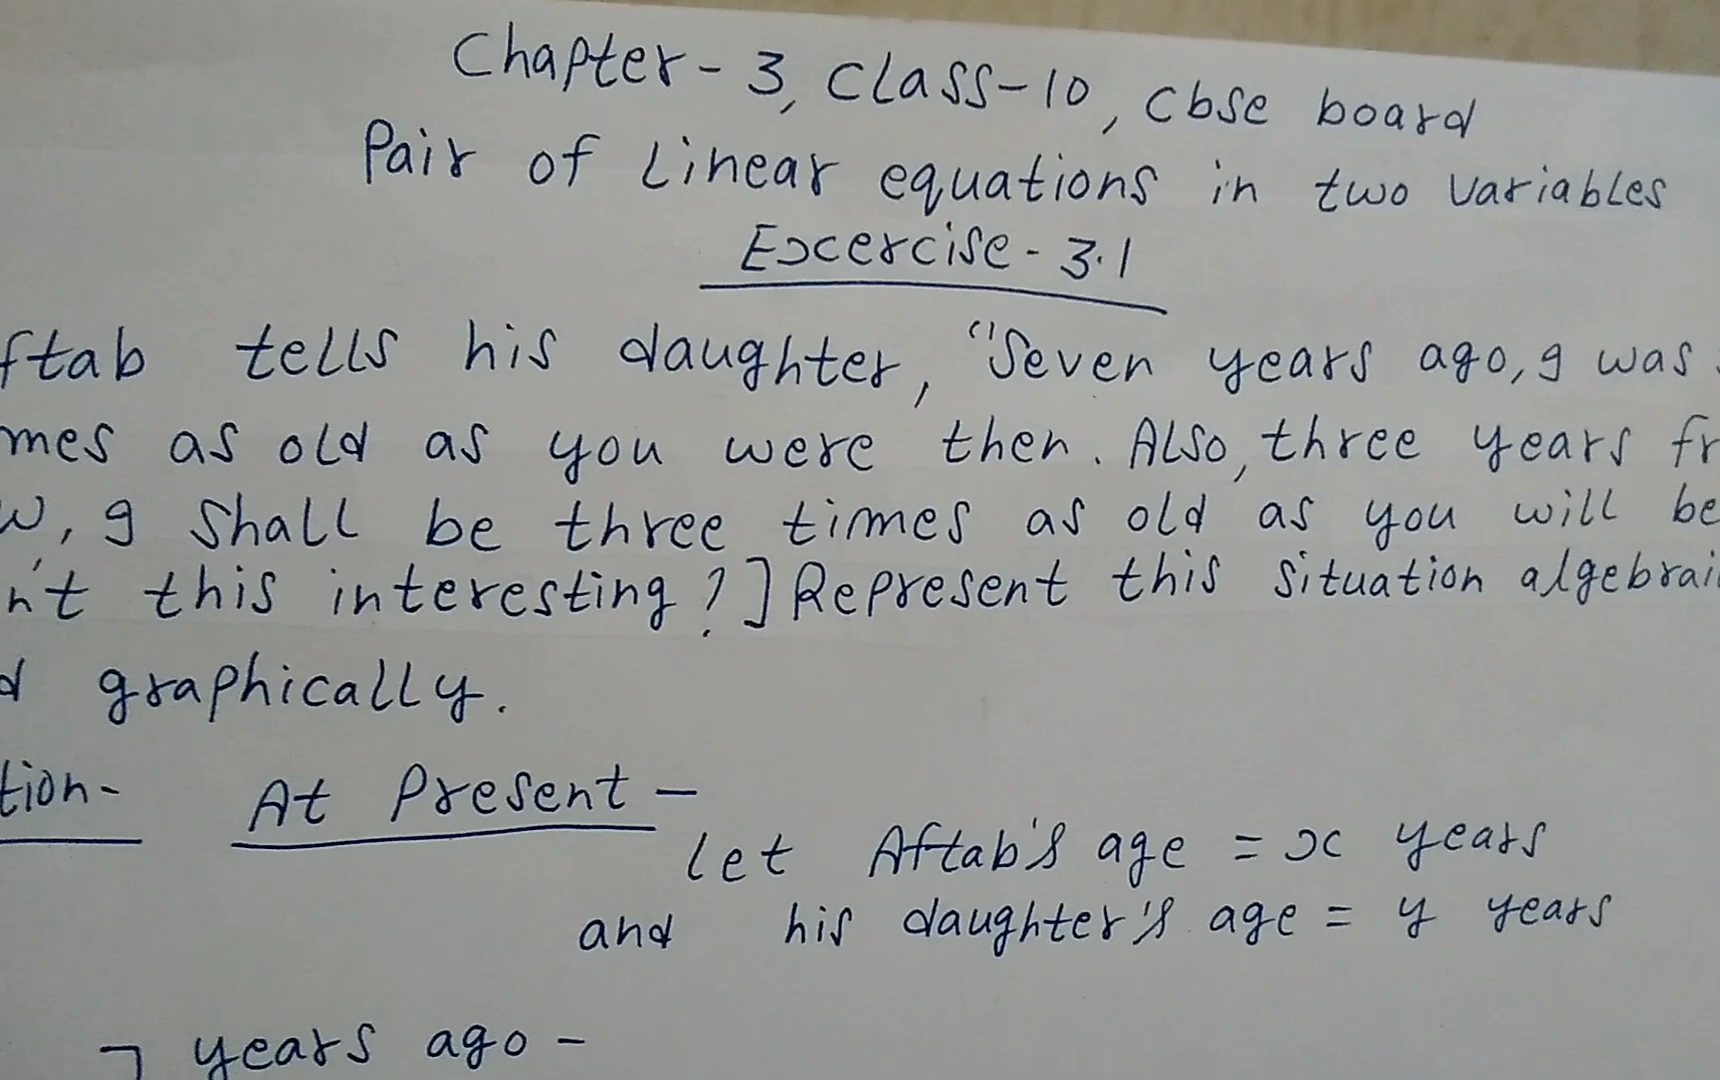 Chapter-3, Class-10, Cbse board
Pair of Linear equations in two variables
Excercise-3.1
ftab tells his daughter, "Seven years ago, I was
mes as old as you were then. Also, three years fr
w, I shall be three times as old as you will be
n't this interesting?] Represent this situation algebrai
d graphically.
tion- At Present-
let Aftab's age = x years
and his daughter's age = y years
7 years ago-